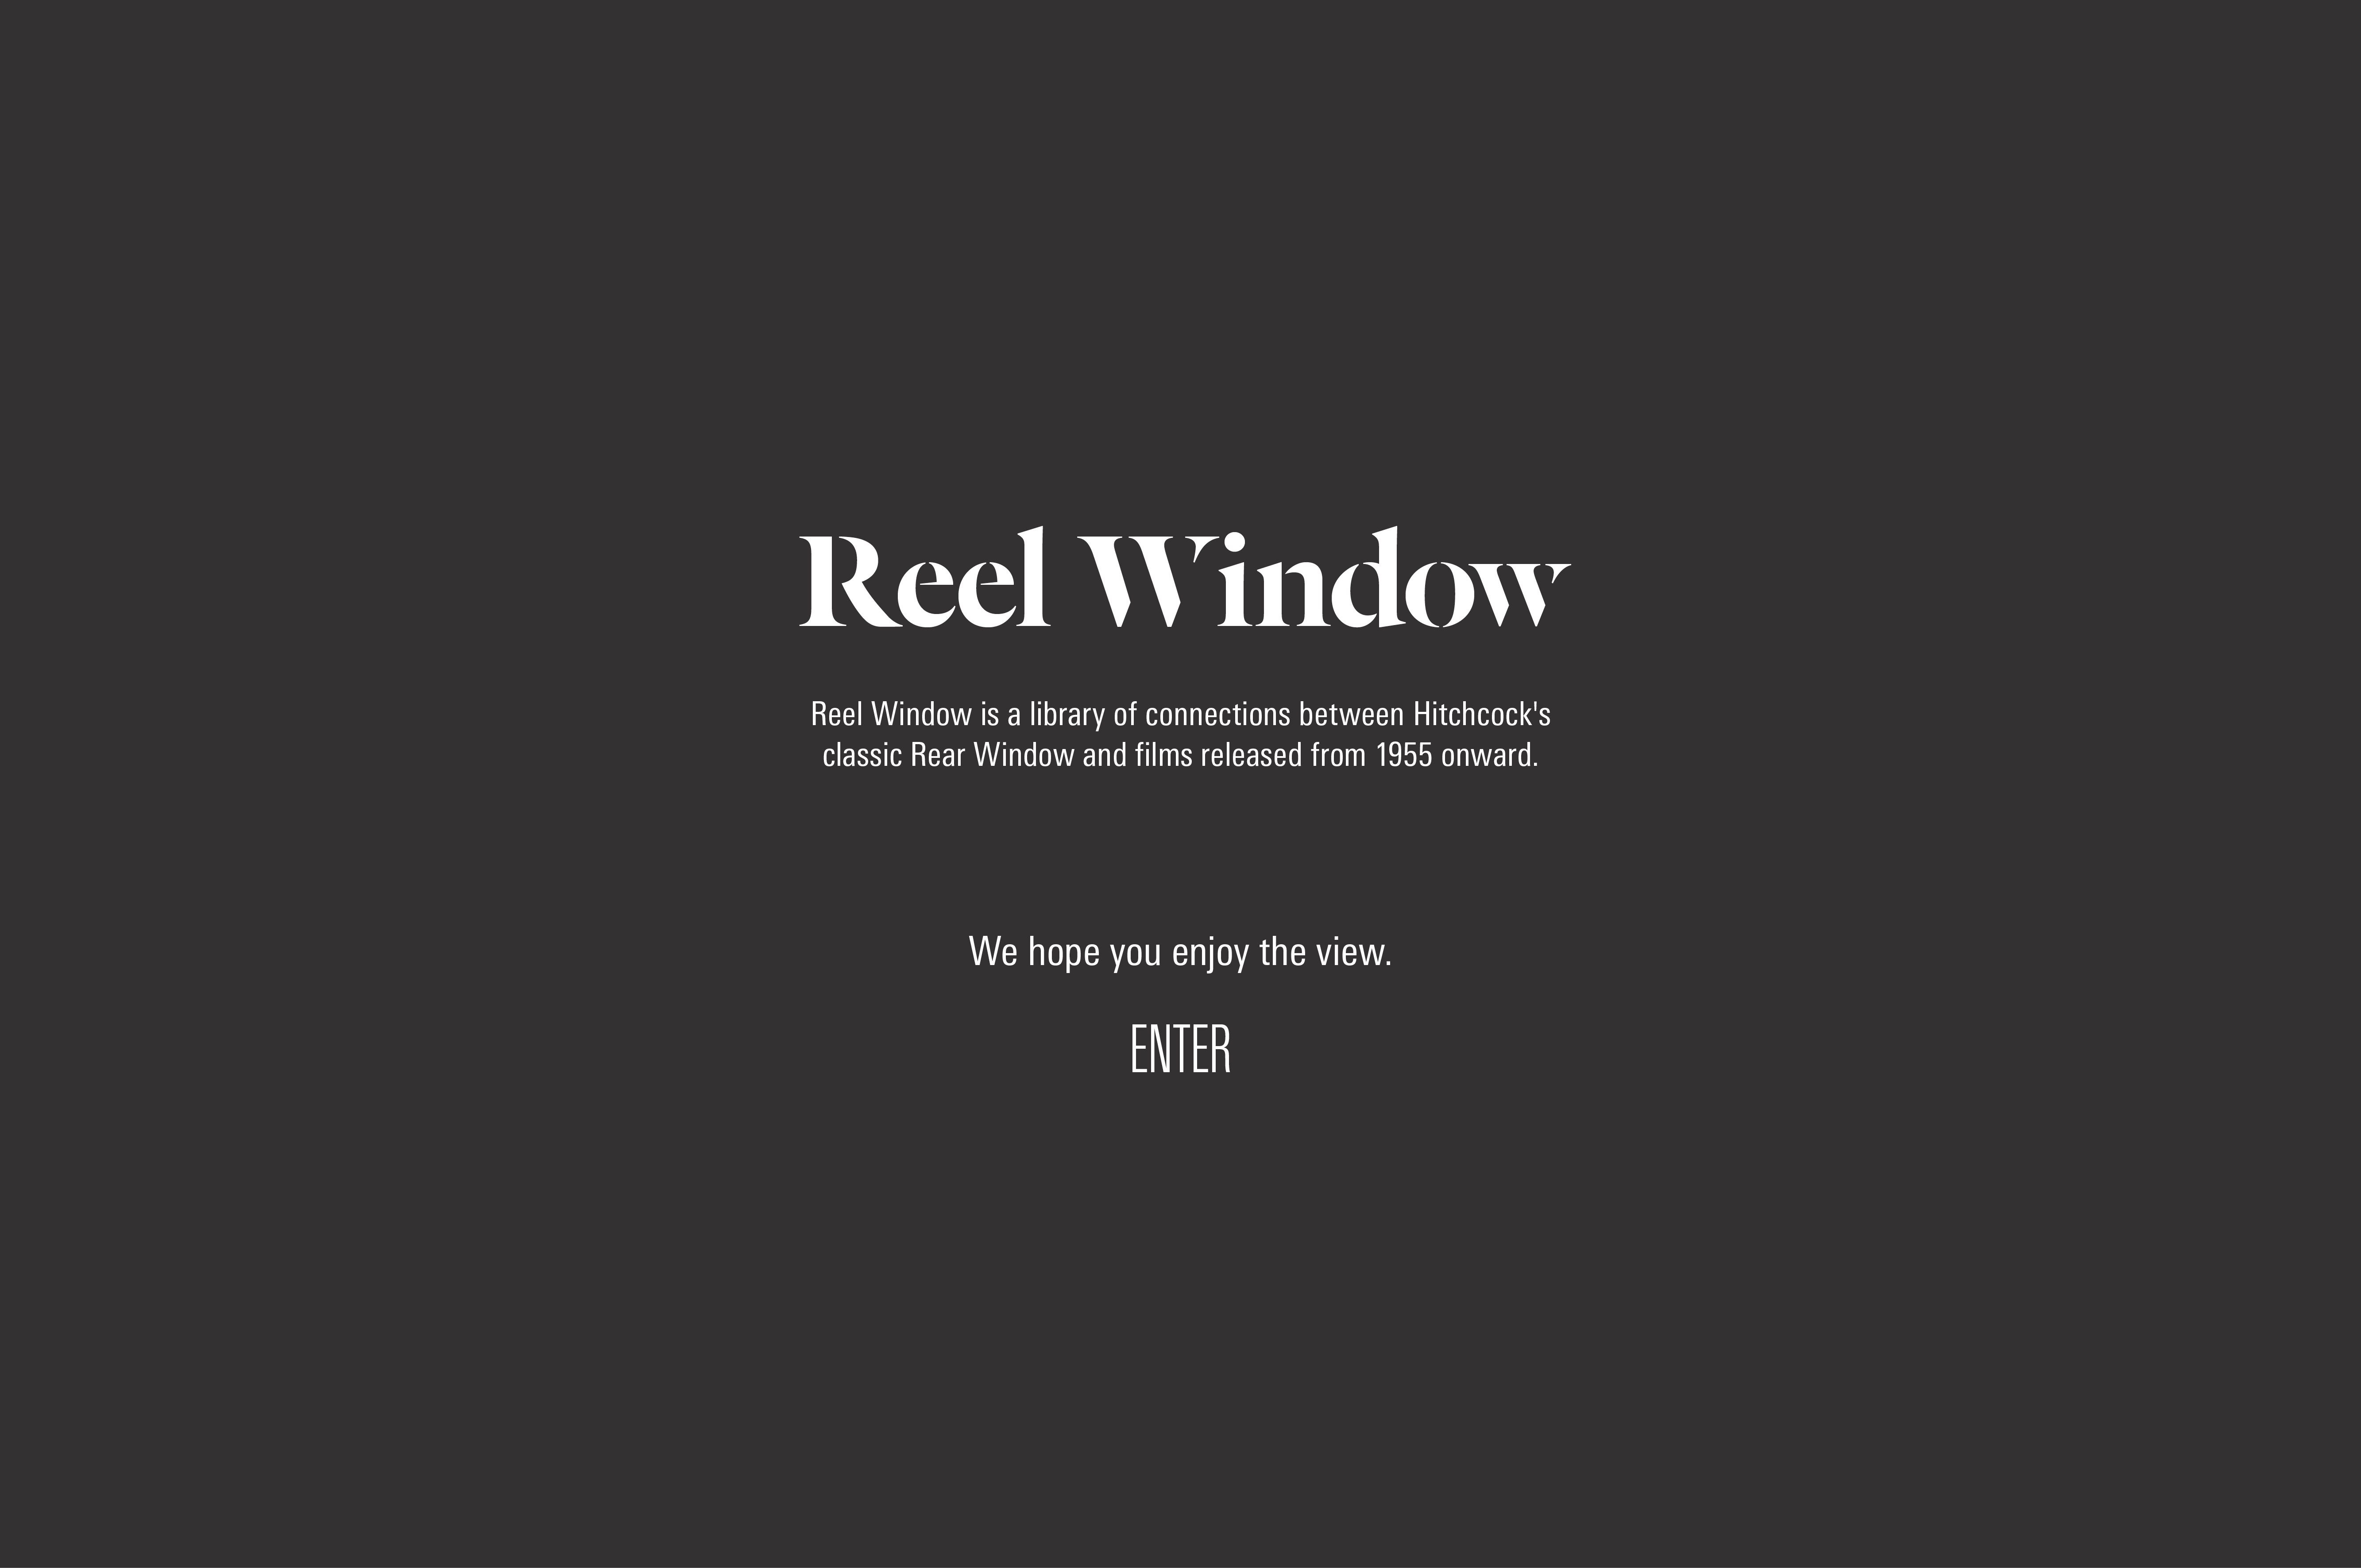 Reel Window
Reel Window is a library of connections between Hitchcock's
classic Rear Window and films released from 1955 onward.
We hope you enjoy the view.
ENTER